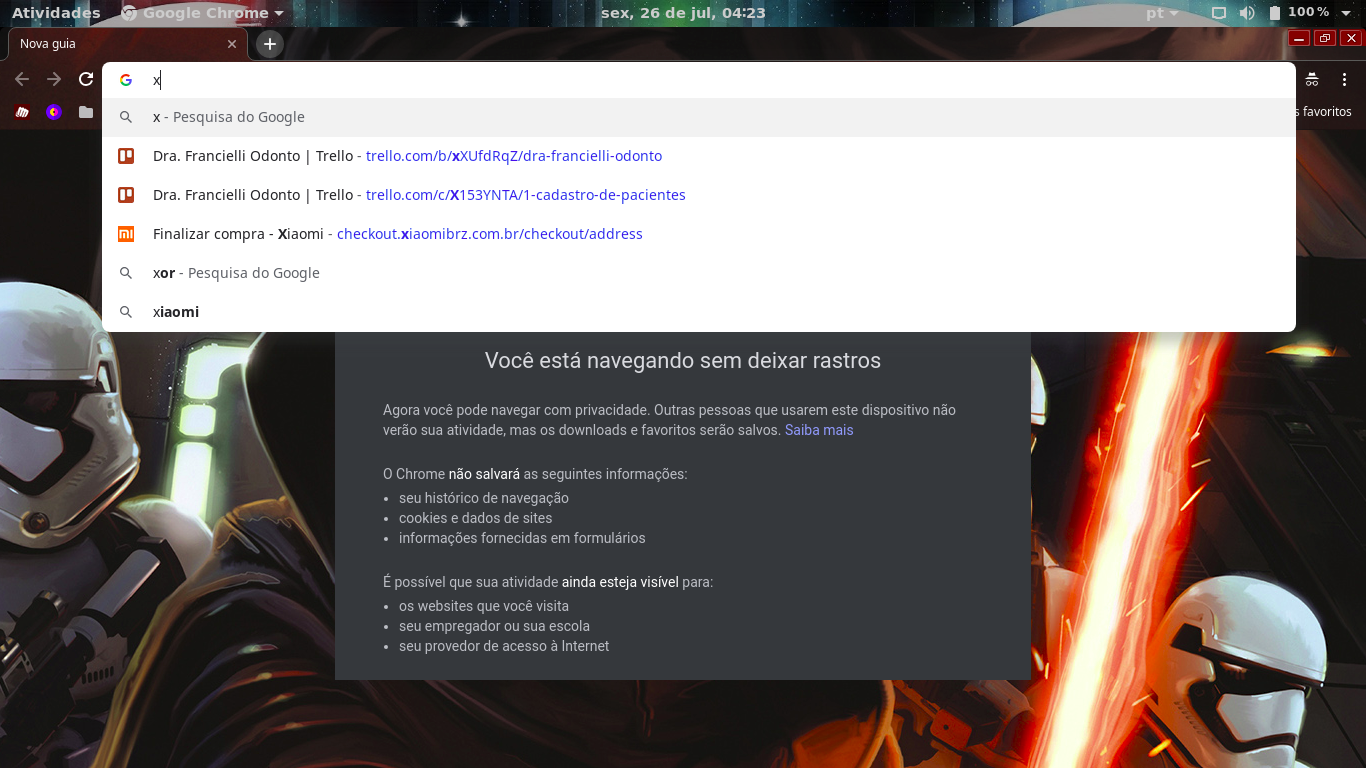 Atividades Google Chrome sex, 26 de jul, 04:23 pt 100 %
Nova guia
x
s favoritos
x - Pesquisa do Google
Dra. Francielli Odonto | Trello - trello.com/b/xXUfdRqZ/dra-francielli-odonto
Dra. Francielli Odonto | Trello - trello.com/c/X153YNTA/1-cadastro-de-pacientes
Finalizar compra - Xiaomi - checkout.xiaomibrz.com.br/checkout/address
xor - Pesquisa do Google
xiaomi
Você está navegando sem deixar rastros
Agora você pode navegar com privacidade. Outras pessoas que usarem este dispositivo não
verão sua atividade, mas os downloads e favoritos serão salvos. Saiba mais
O Chrome não salvará as seguintes informações:
• seu histórico de navegação
• cookies e dados de sites
• informações fornecidas em formulários
É possível que sua atividade ainda esteja visível para:
• os websites que você visita
• seu empregador ou sua escola
• seu provedor de acesso à Internet